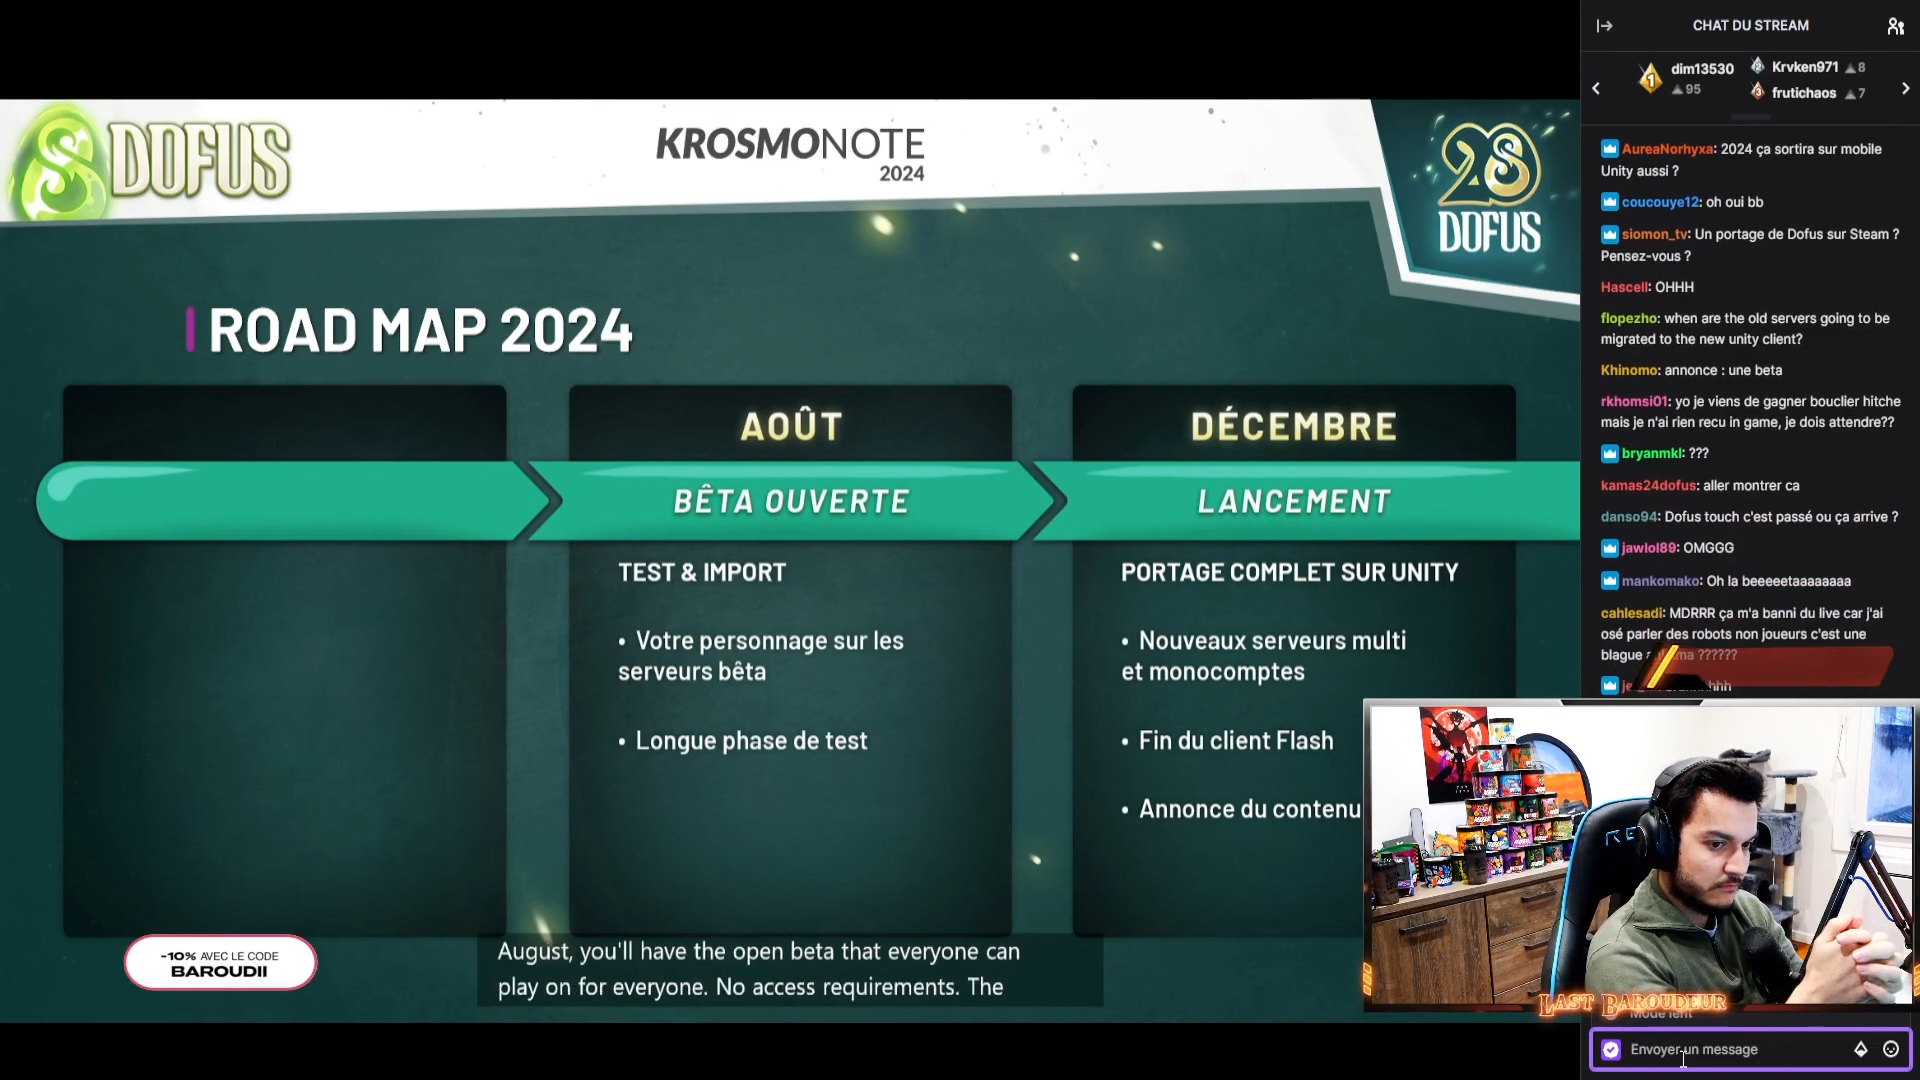 DOFUS
KROSMONOTE
2024
20
DOFUS
ROAD MAP 2024
AOÛT
BÊTA OUVERTE
TEST & IMPORT
• Votre personnage sur les
serveurs bêta
• Longue phase de test
DÉCEMBRE
LANCEMENT
PORTAGE COMPLET SUR UNITY
• Nouveaux serveurs multi
et monocomptes
• Fin du client Flash
• Annonce du contenu
-10% AVEC LE CODE
BAROUDII
August, you'll have the open beta that everyone can
play on for everyone. No access requirements. The
CHAT DU STREAM
1 dim13530
95
2 Krvken971 8
3 frutichaos 7
AureaNorhyxa: 2024 ça sortira sur mobile
Unity aussi ?
coucouye12: oh oui bb
siomon_tv: Un portage de Dofus sur Steam ?
Pensez-vous ?
Hascell: OHHH
flopezho: when are the old servers going to be
migrated to the new unity client?
Khinomo: annonce : une beta
rkhomsi01: yo je viens de gagner bouclier hitche
mais je n'ai rien recu in game, je dois attendre??
bryanmkl: ???
kamas24dofus: aller montrer ca
danso94: Dofus touch c'est passé ou ça arrive ?
jawlol89: OMGGG
mankomako: Oh la beeeetaaaaaaaa
cahlesadi: MDRRR ça m'a banni du live car j'ai
osé parler des robots non joueurs c'est une
blague ??????
LAST BAROUDEUR
Mode lent
Envoyer un message